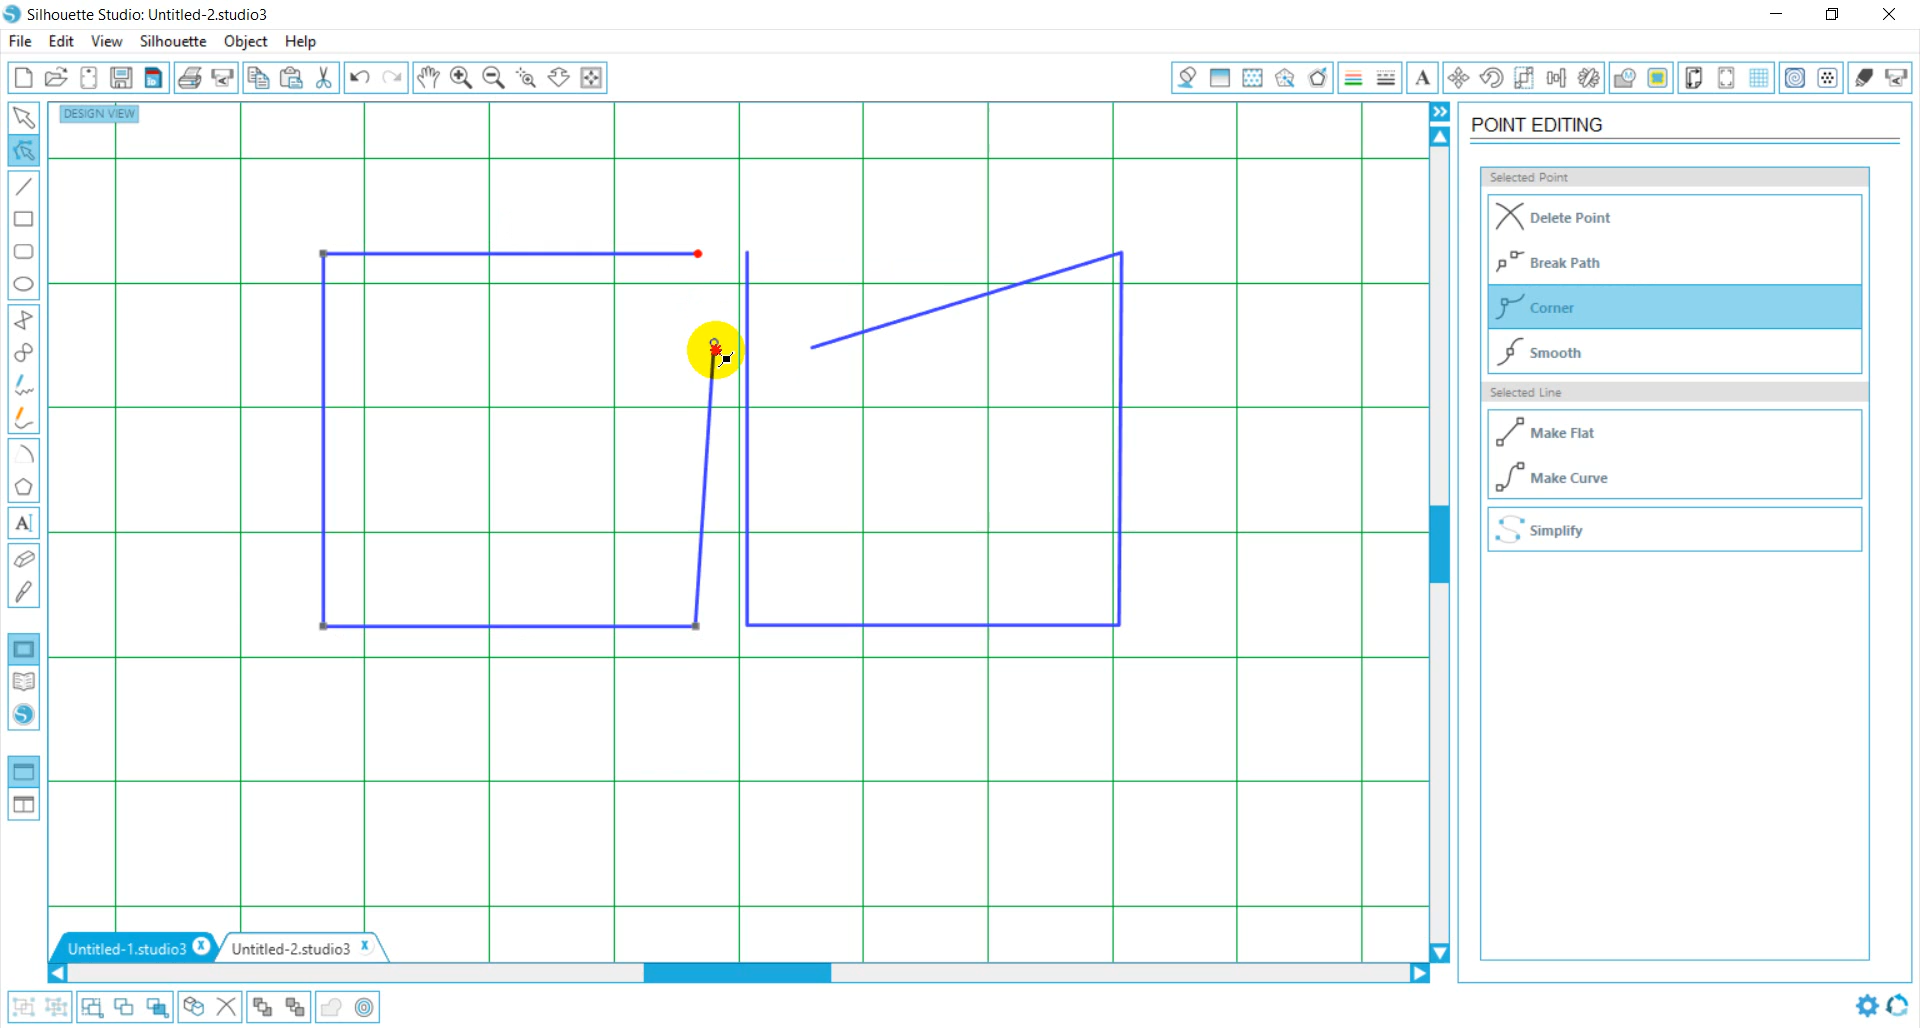 Silhouette Studio: Untitled-2.studio3
File Edit View Silhouette Object Help
DESIGN VIEW
POINT EDITING
Selected Point
Delete Point
Break Path
Corner
Smooth
Selected Line
Make Flat
Make Curve
Simplify
Untitled-1.studio3
Untitled-2.studio3